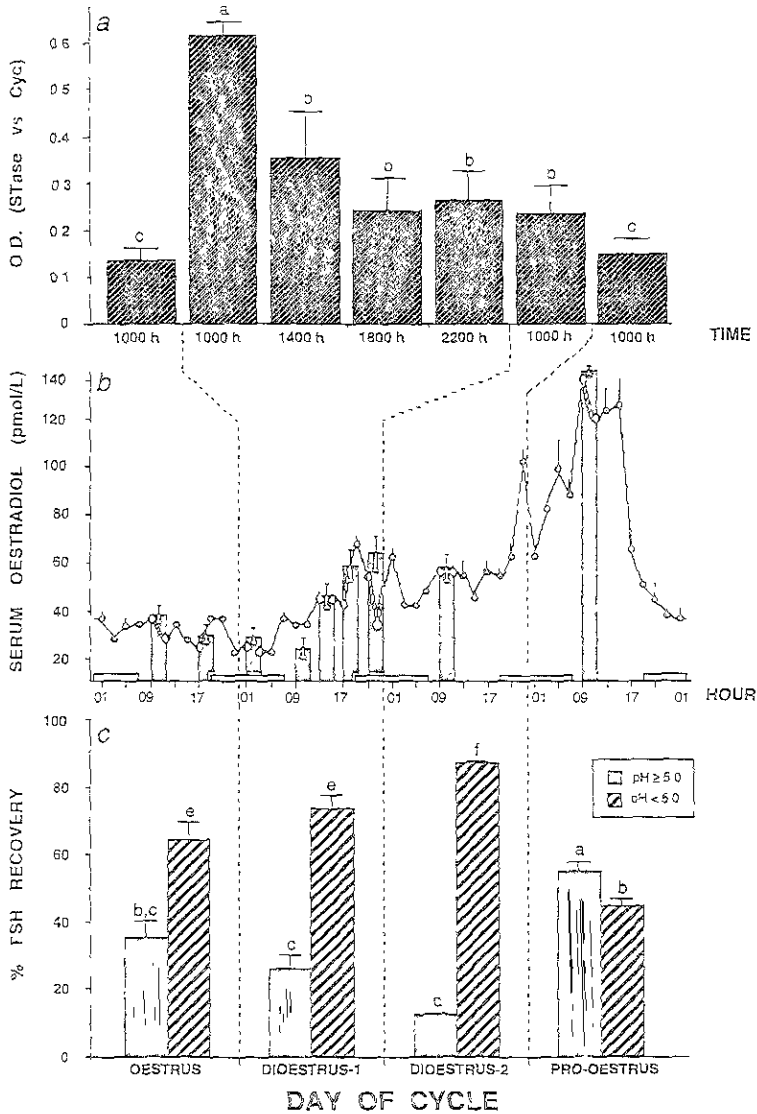 a
O.D. (STase vs Cyc)
0.6
0.5
0.4
0.3
0.2
0.1
0
c
a
b
b
b
b
c
1000 h
1000 h
1400 h
1800 h
2200 h
1000 h
1000 h
TIME
b
SERUM OESTRADIOL (pmol/L)
140
120
100
80
60
40
20
01
09
17
01
09
17
01
09
17
01
09
17
01
HOUR
c
% FSH RECOVERY
100
80
60
40
20
0
pH ≥ 5.0
pH < 5.0
b,c
e
c
e
f
a
b
OESTRUS
DIOESTRUS-1
DIOESTRUS-2
PRO-OESTRUS
DAY OF CYCLE